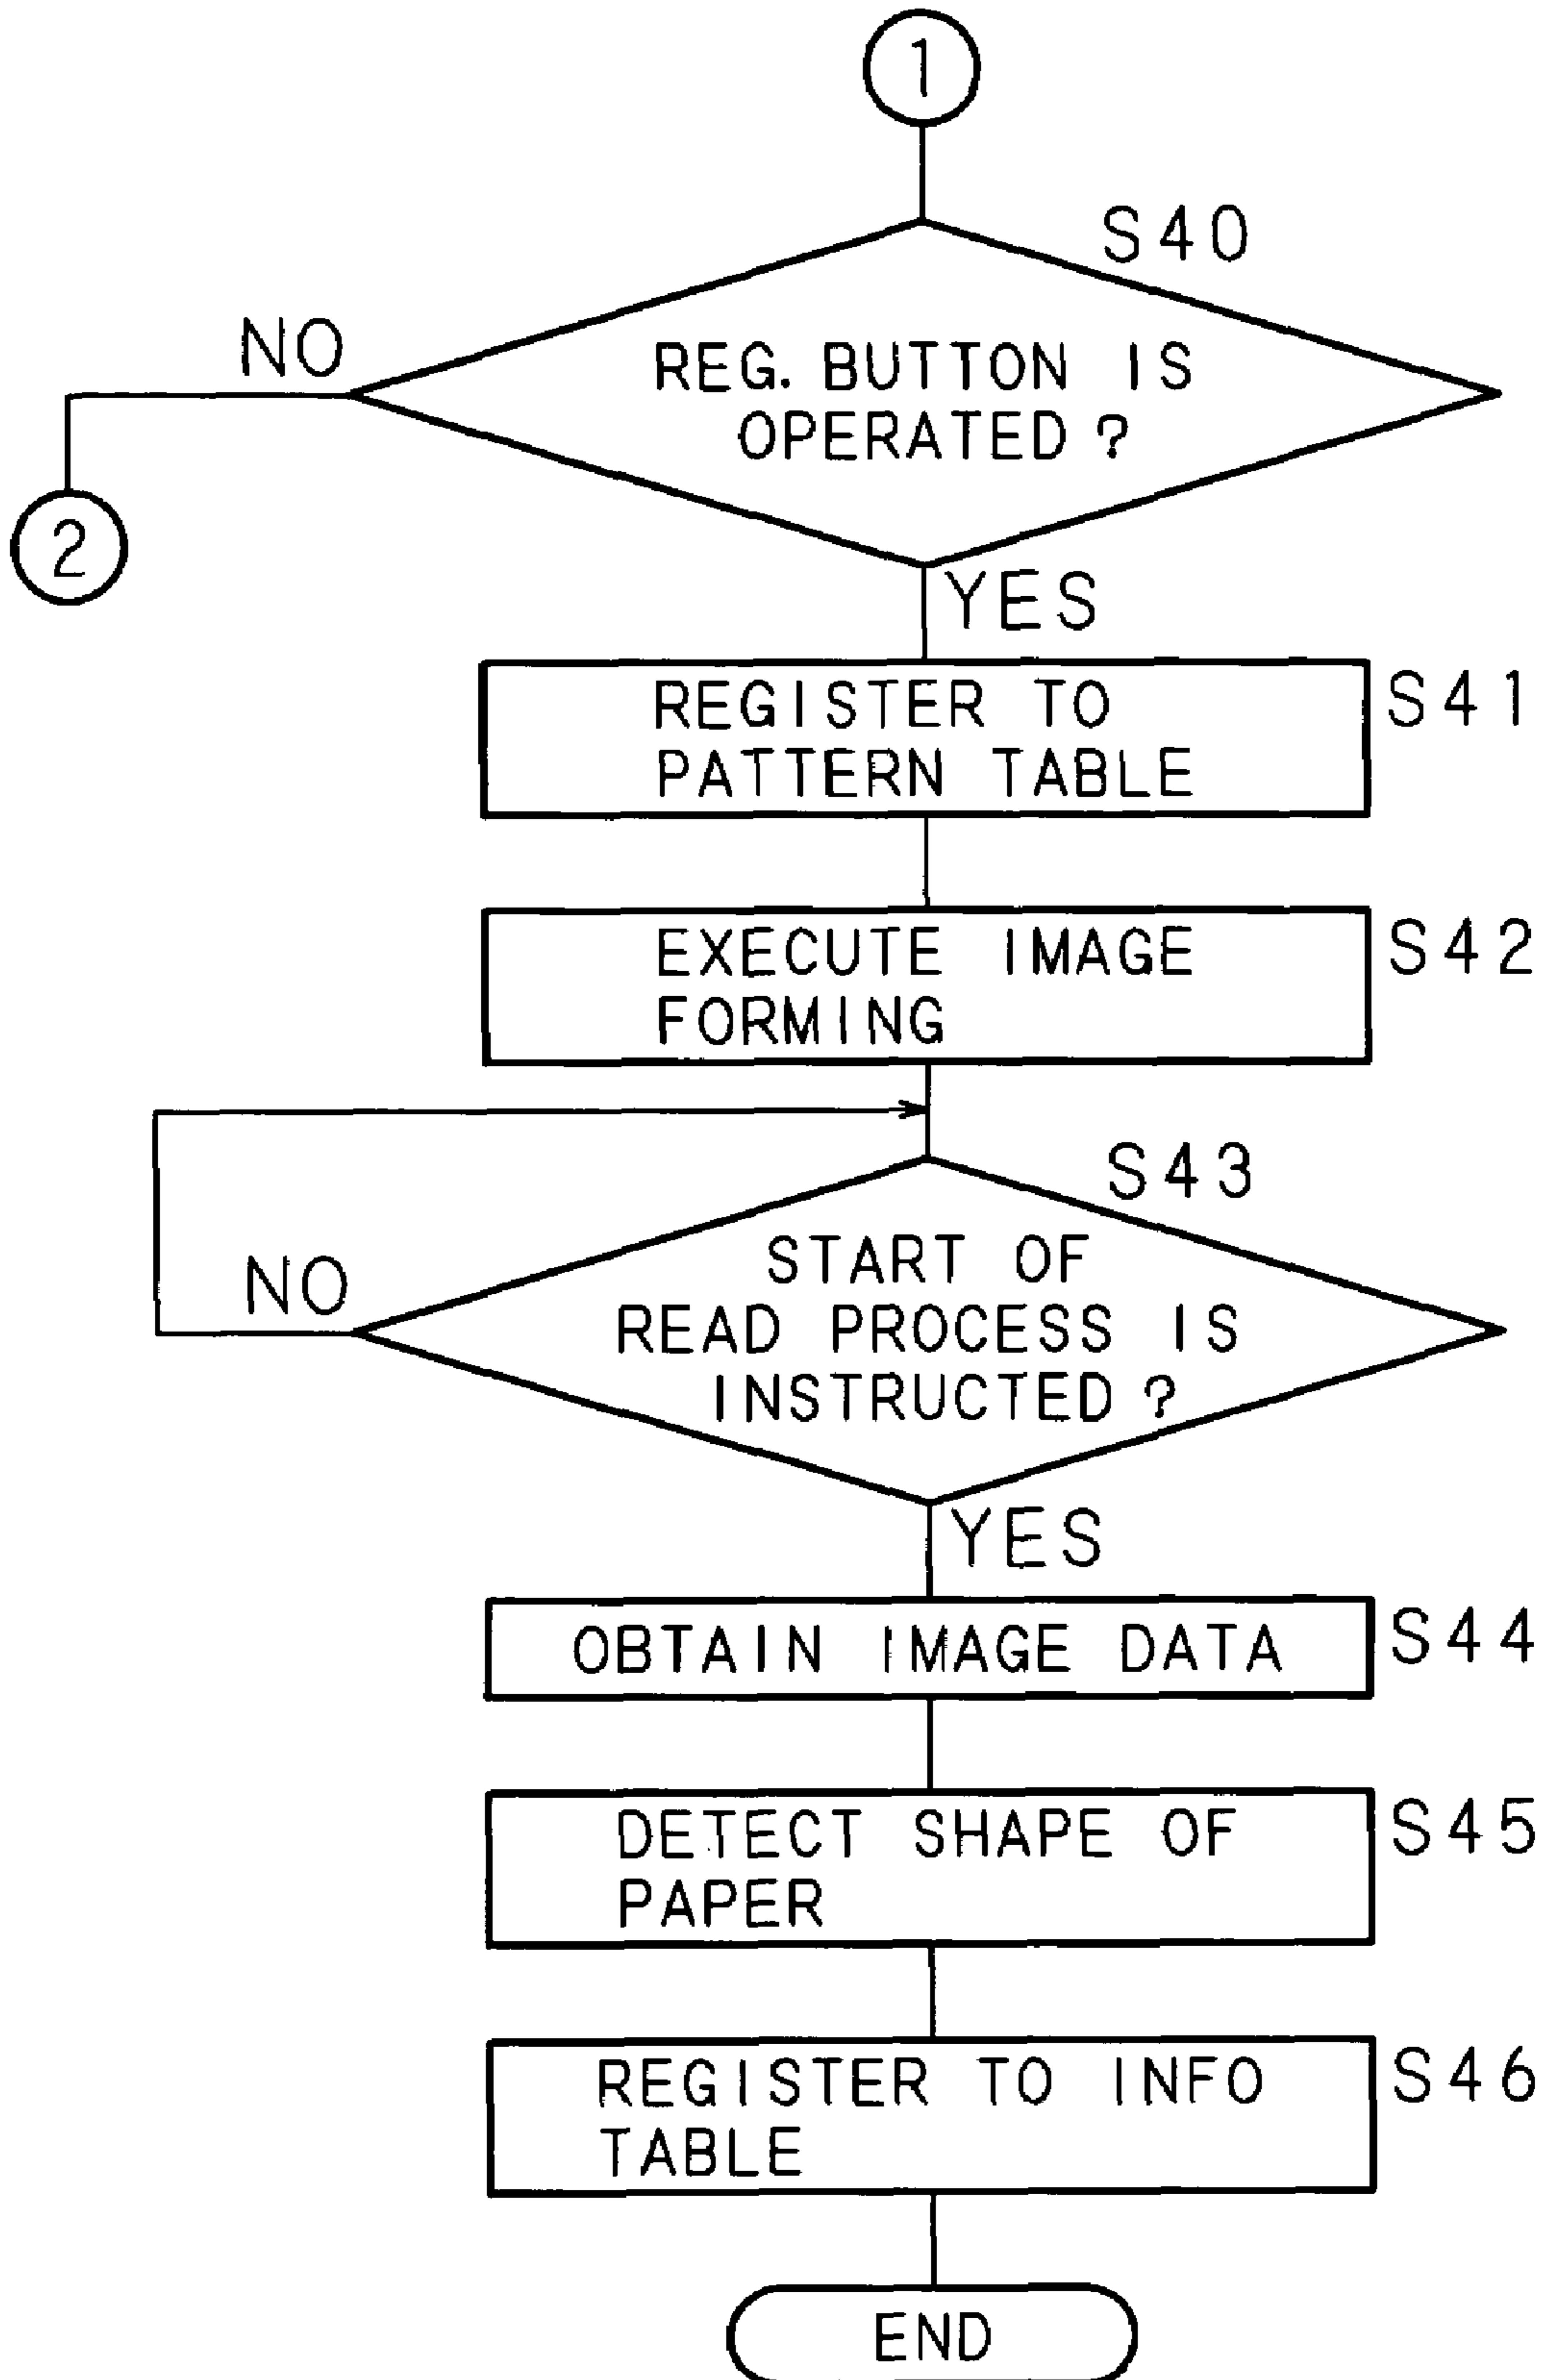 1
S40
NO
REG. BUTTON IS
OPERATED ?
2
YES
REGISTER TO
PATTERN TABLE
S41
EXECUTE IMAGE
FORMING
S42
S43
NO
START OF
READ PROCESS IS
INSTRUCTED ?
YES
OBTAIN IMAGE DATA
S44
DETECT SHAPE OF
PAPER
S45
REGISTER TO INFO
TABLE
S46
END